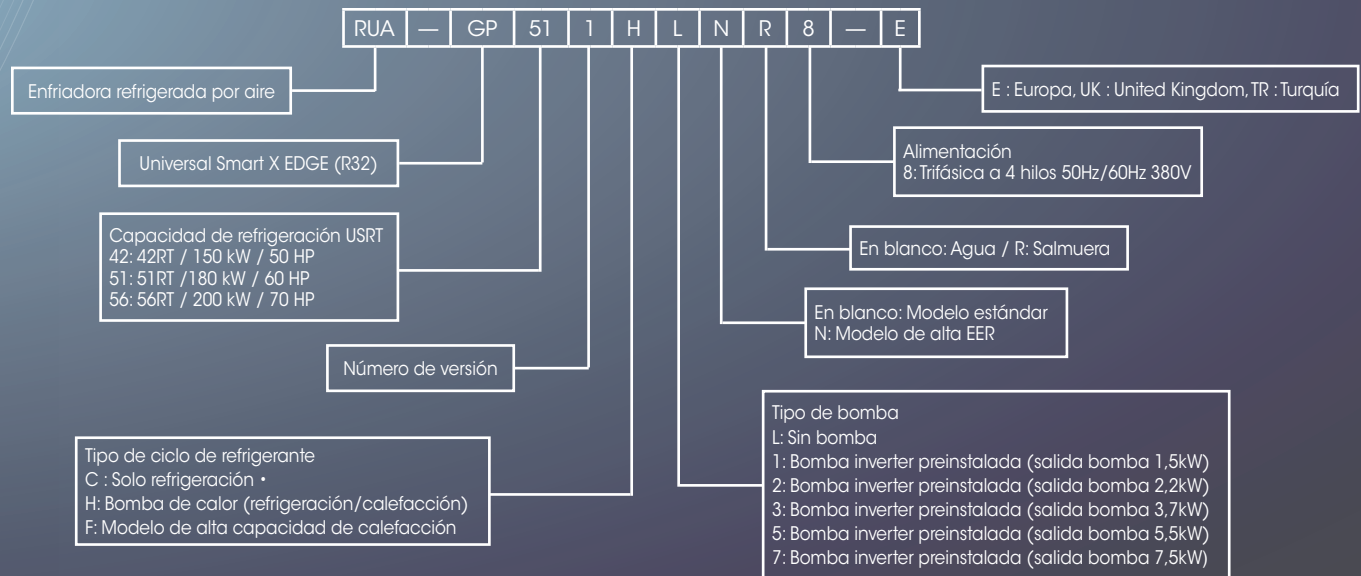 RUA — GP 51 1 H L N R 8 — E
Enfriadora refrigerada por aire
E : Europa, UK : United Kingdom, TR : Turquía
Universal Smart X EDGE (R32)
Alimentación
8: Trifásica a 4 hilos 50Hz/60Hz 380V
Capacidad de refrigeración USRT
42: 42RT / 150 kW / 50 HP
51: 51RT /180 kW / 60 HP
56: 56RT / 200 kW / 70 HP
En blanco: Agua / R: Salmuera
En blanco: Modelo estándar
N: Modelo de alta EER
Número de versión
Tipo de ciclo de refrigerante
C : Solo refrigeración •
H: Bomba de calor (refrigeración/calefacción)
F: Modelo de alta capacidad de calefacción
Tipo de bomba
L: Sin bomba
1: Bomba inverter preinstalada (salida bomba 1,5kW)
2: Bomba inverter preinstalada (salida bomba 2,2kW)
3: Bomba inverter preinstalada (salida bomba 3,7kW)
5: Bomba inverter preinstalada (salida bomba 5,5kW)
7: Bomba inverter preinstalada (salida bomba 7,5kW)